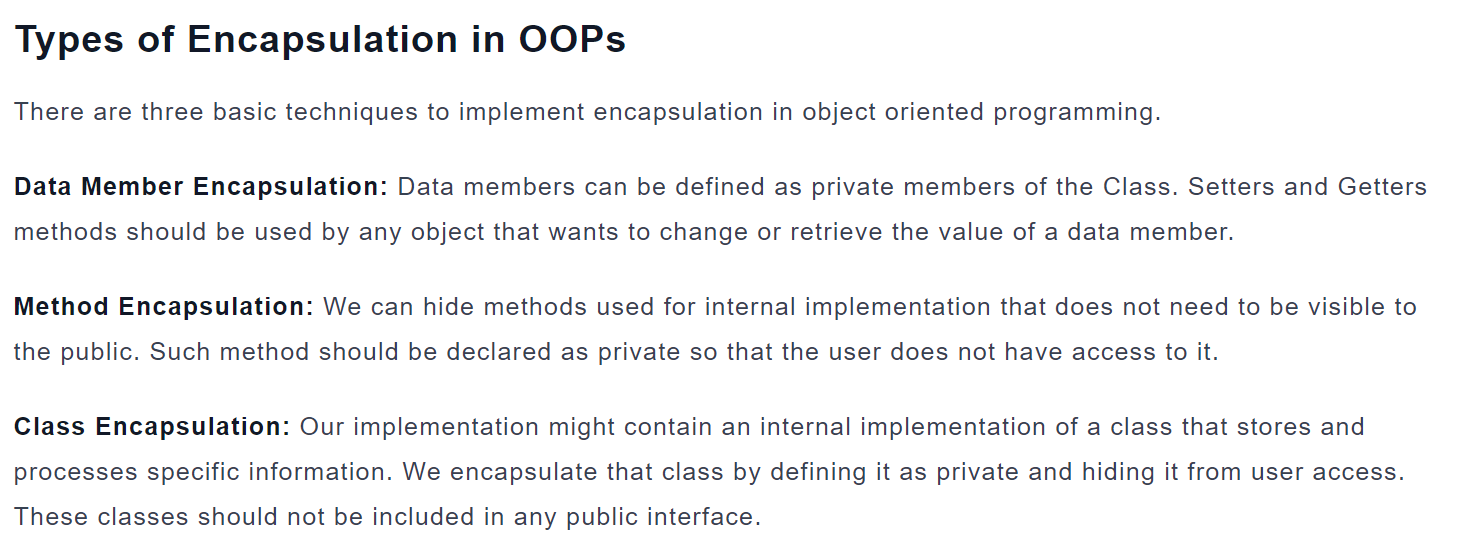 Types of Encapsulation in OOPs
There are three basic techniques to implement encapsulation in object oriented programming.
Data Member Encapsulation: Data members can be defined as private members of the Class. Setters and Getters
methods should be used by any object that wants to change or retrieve the value of a data member.
Method Encapsulation: We can hide methods used for internal implementation that does not need to be visible to
the public. Such method should be declared as private so that the user does not have access to it.
Class Encapsulation: Our implementation might contain an internal implementation of a class that stores and
processes specific information. We encapsulate that class by defining it as private and hiding it from user access.
These classes should not be included in any public interface.